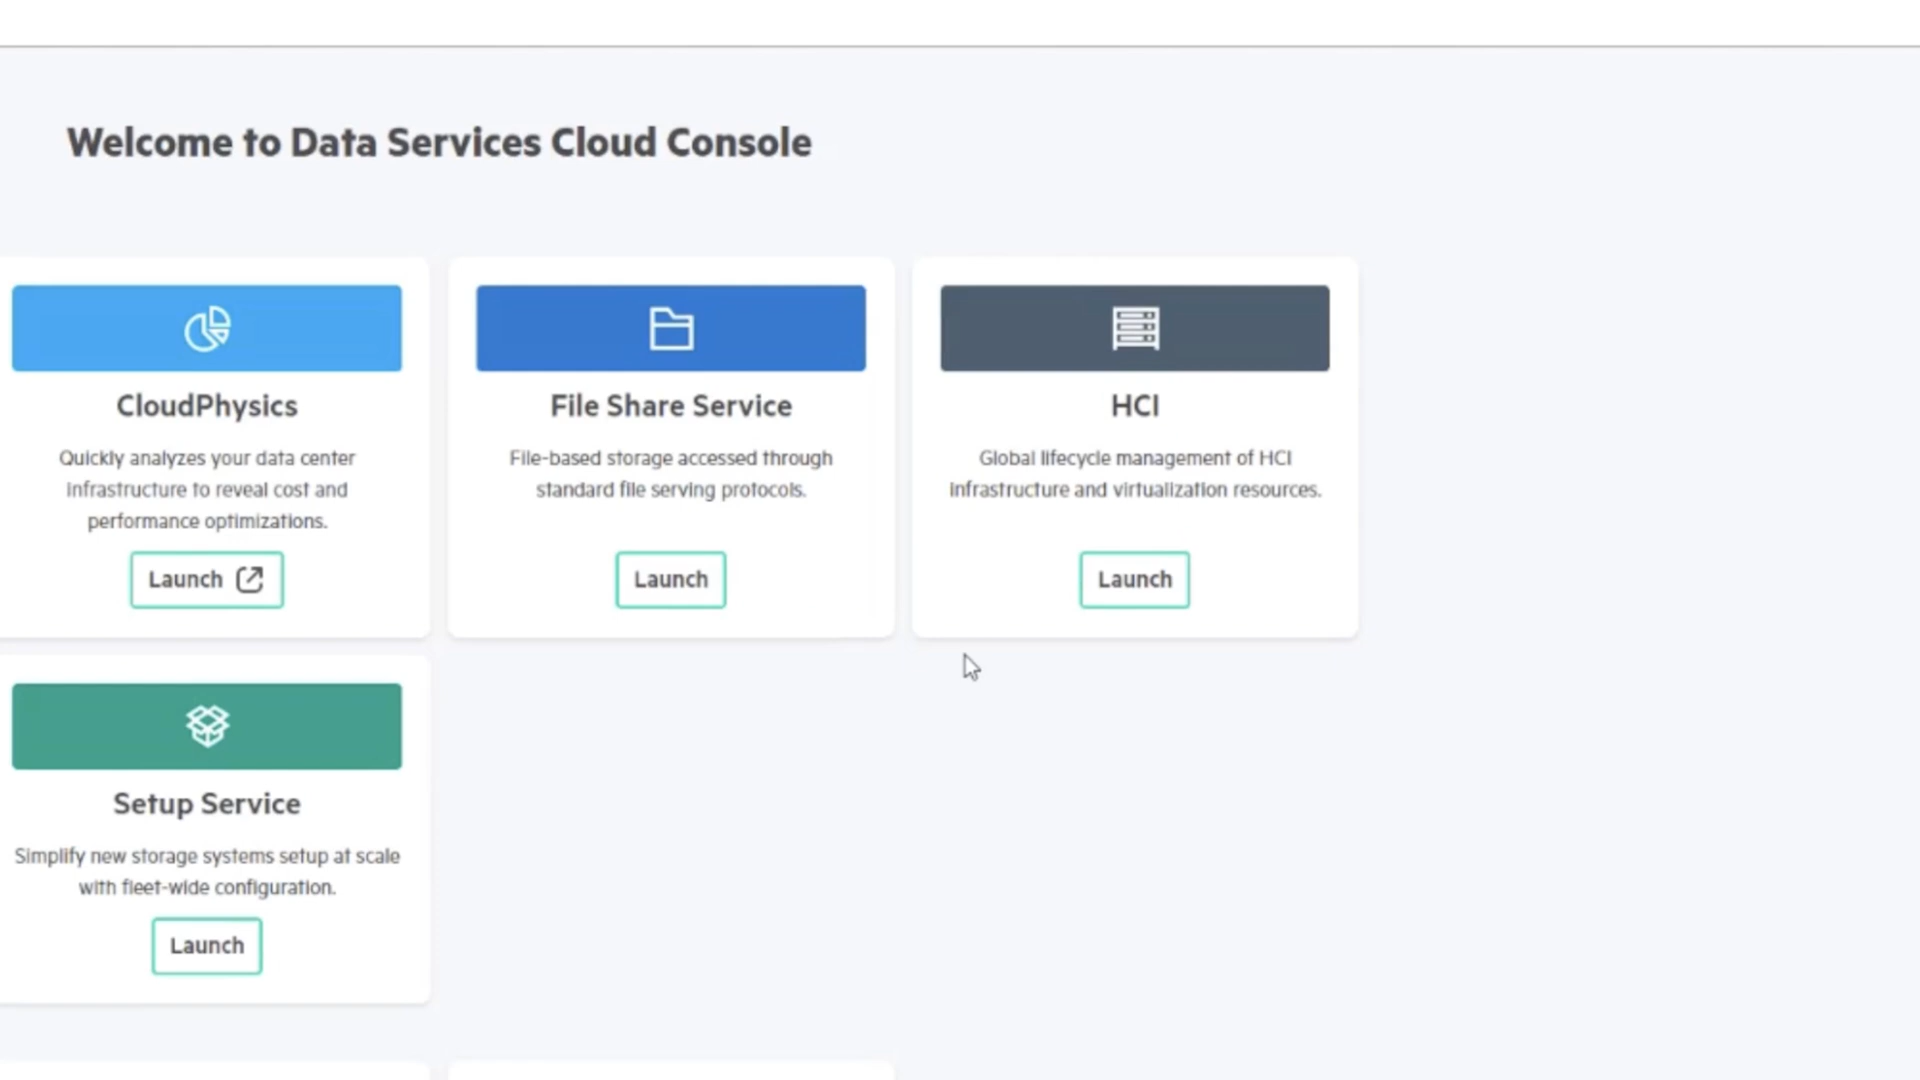 Welcome to Data Services Cloud Console
CloudPhysics
Quickly analyzes your data center
infrastructure to reveal cost and
performance optimizations.
Launch
File Share Service
File-based storage accessed through
standard file serving protocols.
Launch
HCI
Global lifecycle management of HCI
infrastructure and virtualization resources.
Launch
Setup Service
Simplify new storage systems setup at scale
with fleet-wide configuration.
Launch